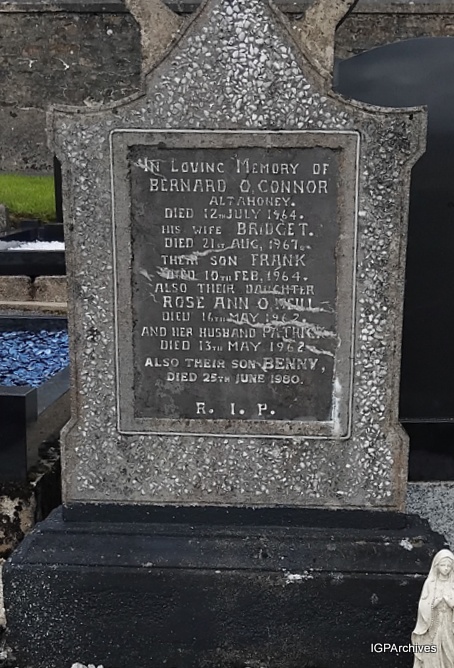 IN LOVING MEMORY OF
BERNARD O,CONNOR
ALTAHONEY.
DIED 12TH JULY 1964.
HIS WIFE BRIDGET.
DIED 21ST AUG, 1967.
THEIR SON FRANK
DIED 10TH FEB, 1964.
ALSO THEIR DAUGHTER
ROSE ANN O,NEILL
DIED 16TH MAY 1962
AND HER HUSBAND PATRICK
DIED 13TH MAY 1962
ALSO THEIR SON BENNY,
DIED 25TH JUNE 1980.
R. I. P.
IGPArchives